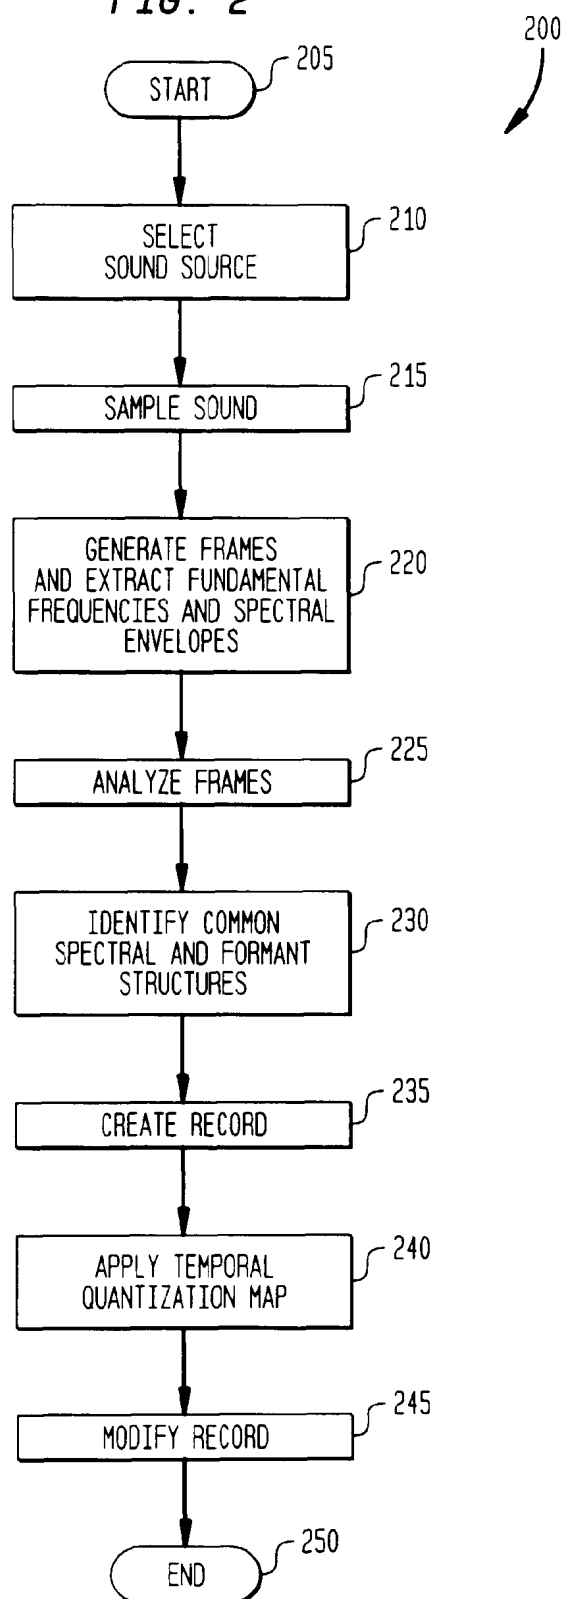 FIG. 2
200
START
205
SELECT
SOUND SOURCE
210
SAMPLE SOUND
215
GENERATE FRAMES
AND EXTRACT FUNDAMENTAL
FREQUENCIES AND SPECTRAL
ENVELOPES
220
ANALYZE FRAMES
225
IDENTIFY COMMON
SPECTRAL AND FORMANT
STRUCTURES
230
CREATE RECORD
235
APPLY TEMPORAL
QUANTIZATION MAP
240
MODIFY RECORD
245
END
250